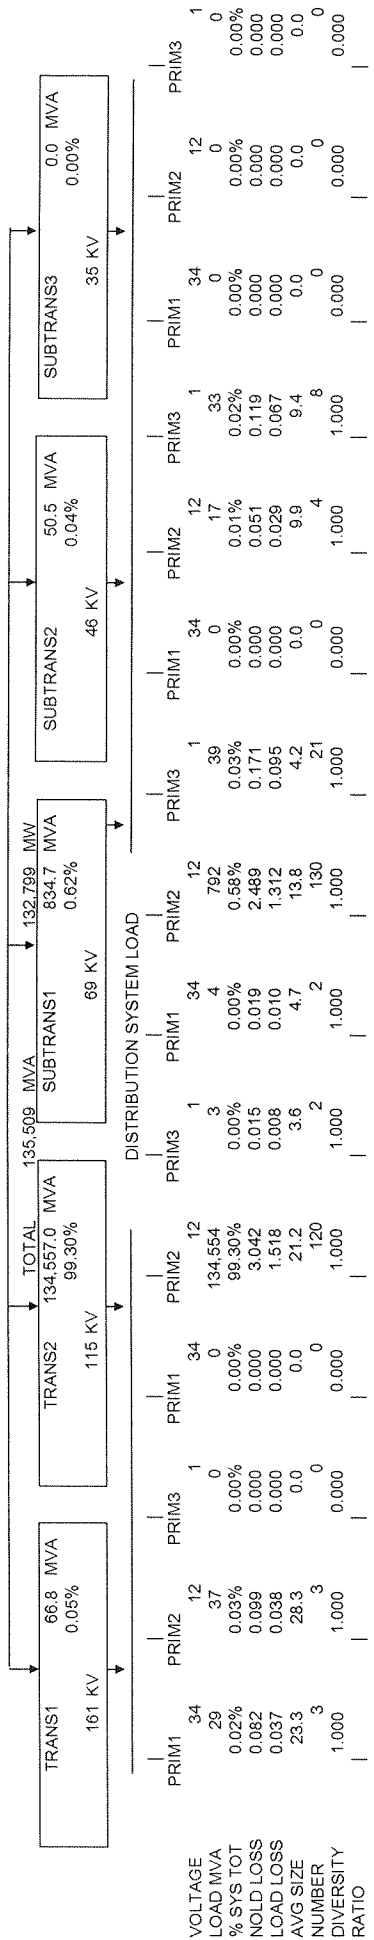 TOTAL 135,509 MVA 132,799 MW
TRANS1 66.8 MVA
0.05%
161 KV
TRANS2 134,557.0 MVA
99.30%
115 KV
SUBTRANS1 834.7 MVA
0.62%
69 KV
SUBTRANS2 50.5 MVA
0.04%
46 KV
SUBTRANS3 0.0 MVA
0.00%
35 KV
DISTRIBUTION SYSTEM LOAD
PRIM1 PRIM2 PRIM3 PRIM1 PRIM2 PRIM3 PRIM1 PRIM2 PRIM3 PRIM1 PRIM2 PRIM3 PRIM1 PRIM2 PRIM3
VOLTAGE 34 12 1 34 12 1 34 12 1 34 12 1 34 12 1
LOAD MVA 29 37 0 0 134,554 3 4 792 39 0 17 33 0 0 0
% SYS TOT 0.02% 0.03% 0.00% 0.00% 99.30% 0.00% 0.00% 0.58% 0.03% 0.00% 0.01% 0.02% 0.00% 0.00% 0.00%
NOLD LOSS 0.082 0.099 0.000 0.000 3.042 0.015 0.019 2.489 0.171 0.000 0.051 0.119 0.000 0.000 0.000
LOAD LOSS 0.037 0.038 0.000 0.000 1.518 0.008 0.010 1.312 0.095 0.000 0.029 0.067 0.000 0.000 0.000
AVG SIZE 23.3 28.3 0.0 0.0 21.2 3.6 4.7 13.8 4.2 0.0 9.9 9.4 0.0 0.0 0.0
NUMBER 3 3 0 0 120 2 2 130 21 0 4 8 0 0 0
DIVERSITY 1.000 1.000 0.000 0.000 1.000 1.000 1.000 1.000 1.000 0.000 1.000 1.000 0.000 0.000 0.000
RATIO